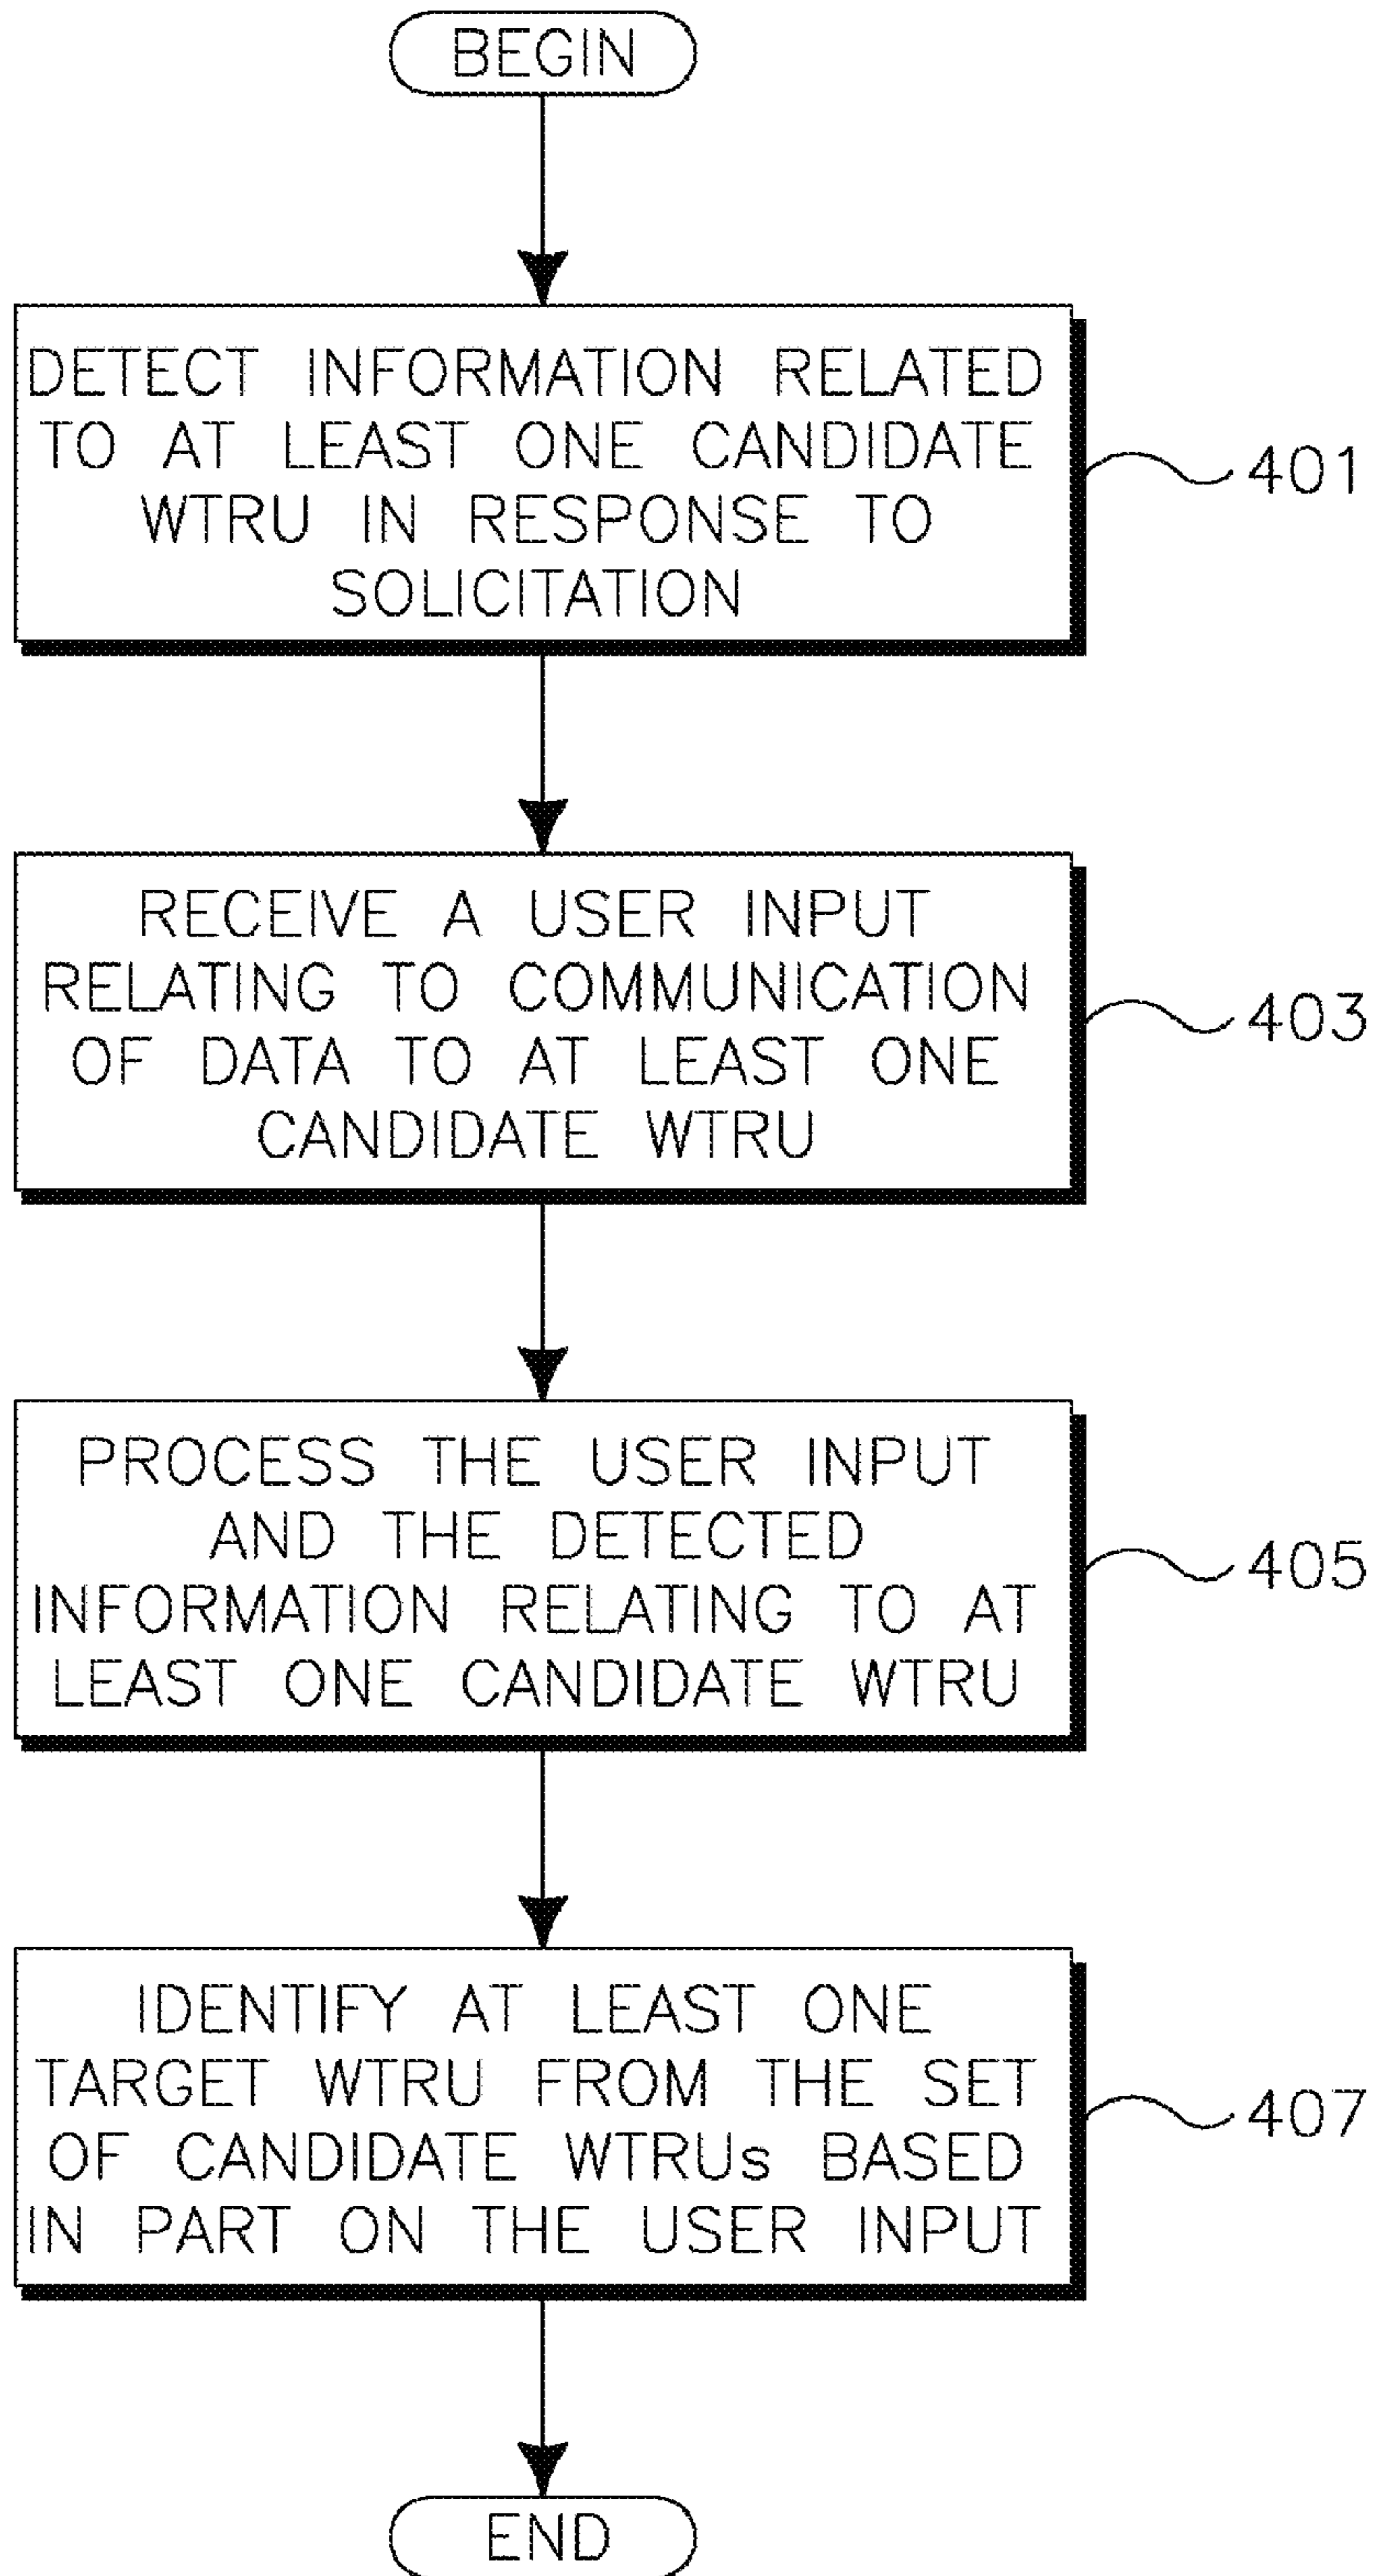 BEGIN
DETECT INFORMATION RELATED
TO AT LEAST ONE CANDIDATE
WTRU IN RESPONSE TO
SOLICITATION
401
RECEIVE A USER INPUT
RELATING TO COMMUNICATION
OF DATA TO AT LEAST ONE
CANDIDATE WTRU
403
PROCESS THE USER INPUT
AND THE DETECTED
INFORMATION RELATING TO AT
LEAST ONE CANDIDATE WTRU
405
IDENTIFY AT LEAST ONE
TARGET WTRU FROM THE SET
OF CANDIDATE WTRUs BASED
IN PART ON THE USER INPUT
407
END